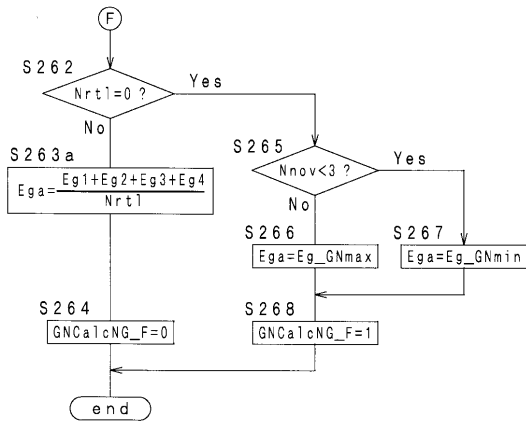 F
S262
Nrtl=0 ?
Yes
No
S263a
Ega=Eg1+Eg2+Eg3+Eg4
Nrtl
S265
Nnov<3 ?
Yes
No
S266
Ega=Eg_GNmax
S267
Ega=Eg_GNmin
S264
GNCalcNG_F=0
S268
GNCalcNG_F=1
end